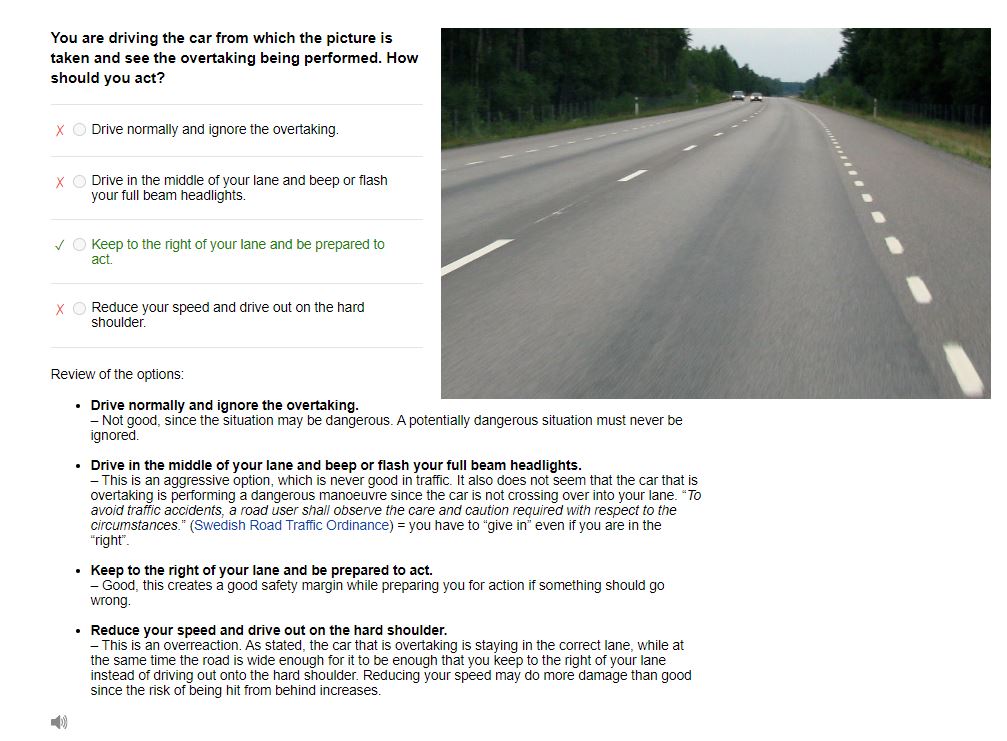 You are driving the car from which the picture is
taken and see the overtaking being performed. How
should you act?
X Drive normally and ignore the overtaking.
X Drive in the middle of your lane and beep or flash
your full beam headlights.
✓ Keep to the right of your lane and be prepared to
act.
X Reduce your speed and drive out on the hard
shoulder.
Review of the options:
• Drive normally and ignore the overtaking.
– Not good, since the situation may be dangerous. A potentially dangerous situation must never be
ignored.
• Drive in the middle of your lane and beep or flash your full beam headlights.
– This is an aggressive option, which is never good in traffic. It also does not seem that the car that is
overtaking is performing a dangerous manoeuvre since the car is not crossing over into your lane. “To
avoid traffic accidents, a road user shall observe the care and caution required with respect to the
circumstances.” (Swedish Road Traffic Ordinance) = you have to “give in” even if you are in the
“right”.
• Keep to the right of your lane and be prepared to act.
– Good, this creates a good safety margin while preparing you for action if something should go
wrong.
• Reduce your speed and drive out on the hard shoulder.
– This is an overreaction. As stated, the car that is overtaking is staying in the correct lane, while at
the same time the road is wide enough for it to be enough that you keep to the right of your lane
instead of driving out onto the hard shoulder. Reducing your speed may do more damage than good
since the risk of being hit from behind increases.